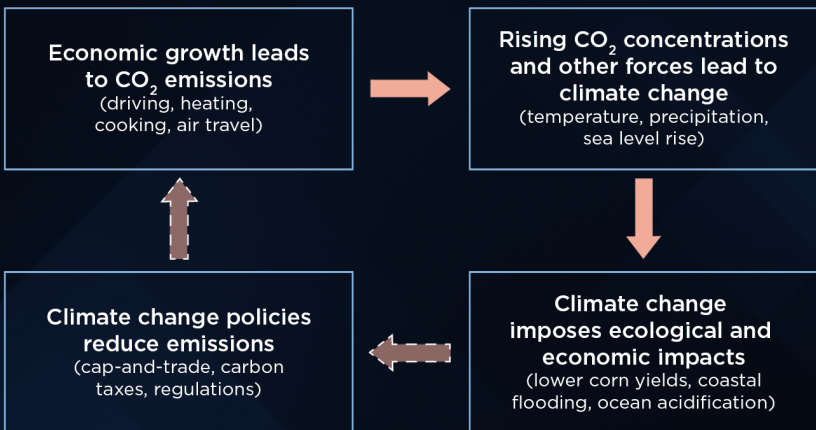 Economic growth leads
to CO₂ emissions
(driving, heating,
cooking, air travel)
Rising CO₂ concentrations
and other forces lead to
climate change
(temperature, precipitation,
sea level rise)
Climate change policies
reduce emissions
(cap-and-trade, carbon
taxes, regulations)
Climate change
imposes ecological and
economic impacts
(lower corn yields, coastal
flooding, ocean acidification)